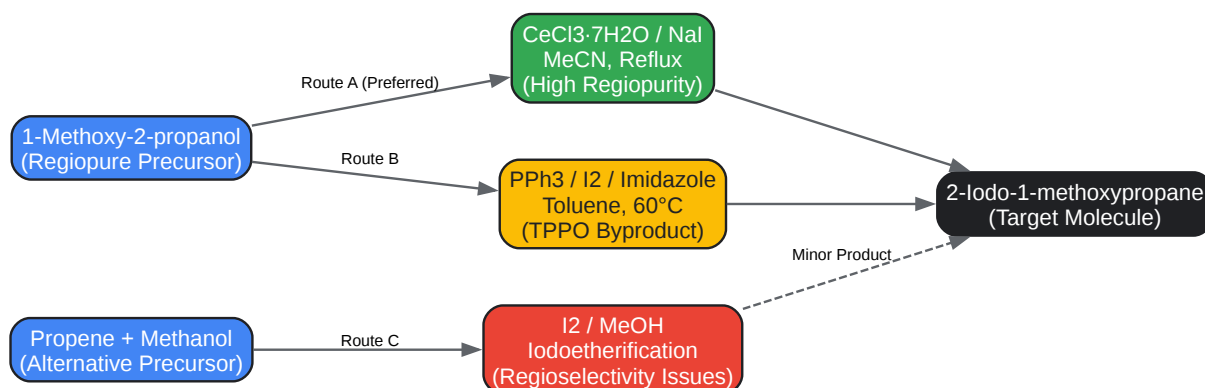 CeCl3·7H2O / NaI
MeCN, Reflux
(High Regiopurity)
Route A (Preferred)
1-Methoxy-2-propanol
(Regiopure Precursor)
Route B
PPh3 / I2 / Imidazole
Toluene, 60°C
(TPPO Byproduct)
2-Iodo-1-methoxypropane
(Target Molecule)
Minor Product
Propene + Methanol
(Alternative Precursor)
Route C
I2 / MeOH
Iodoetherification
(Regioselectivity Issues)